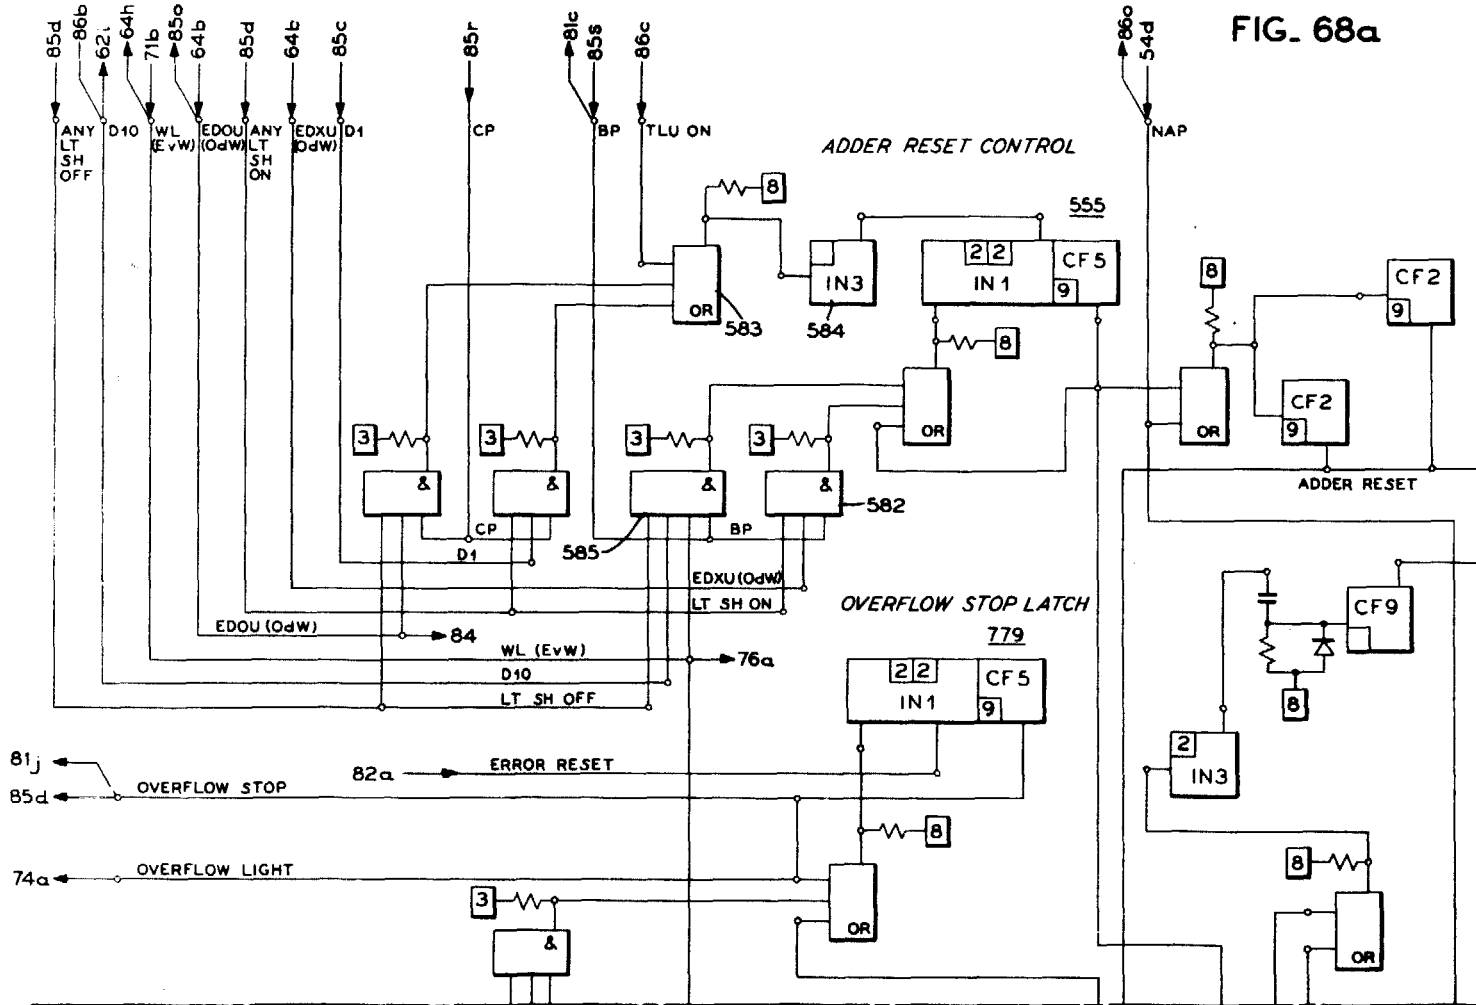 85d
86b
62i
64h
71b
85o
64b
85d
64b
85c
85r
81c
85s
86c
86o
54d
FIG. 68a
ANY
LT
SH
OFF
D10
WL
(EvW)
EDOU
(OdW)
ANY
LT
SH
ON
EDXU
(OdW)
D1
CP
BP
TLU ON
NAP
ADDER RESET CONTROL
8
555
2 2
IN1
CF5
9
IN3
584
OR
583
8
8
CF2
9
CF2
9
OR
OR
3
3
3
3
&
&
&
&
582
585
CP
BP
D1
ADDER RESET
EDXU (OdW)
LT SH ON
EDOU (OdW)
84
WL (EvW)
76a
D10
LT SH OFF
OVERFLOW STOP LATCH
779
2 2
IN1
CF5
9
CF9
8
2
IN3
81j
82a
ERROR RESET
85d
OVERFLOW STOP
8
8
74a
OVERFLOW LIGHT
3
OR
OR
&